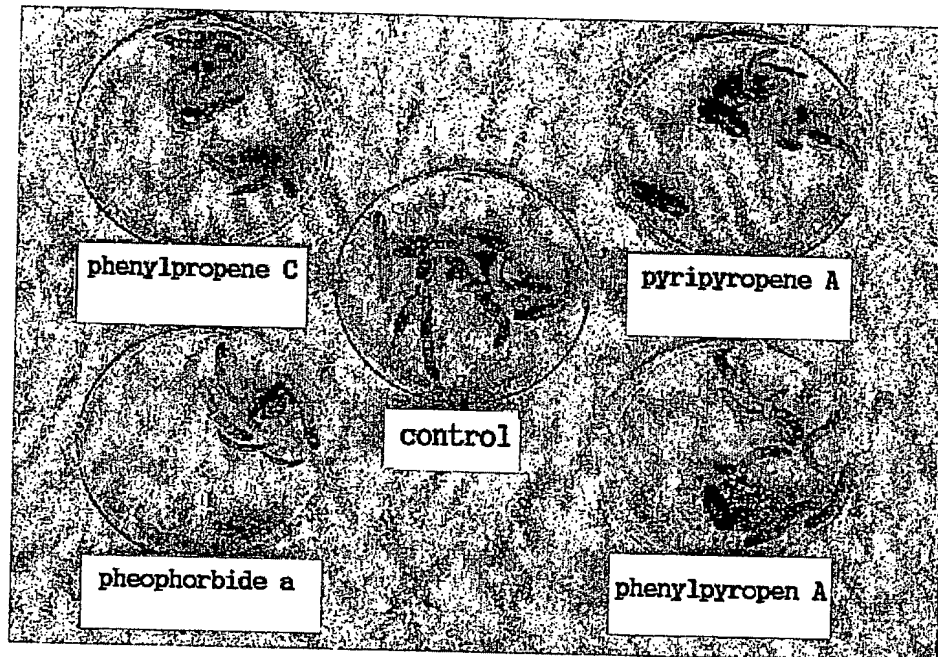 phenylpropene C
pyripyropene A
control
pheophorbide a
phenylpyropen A